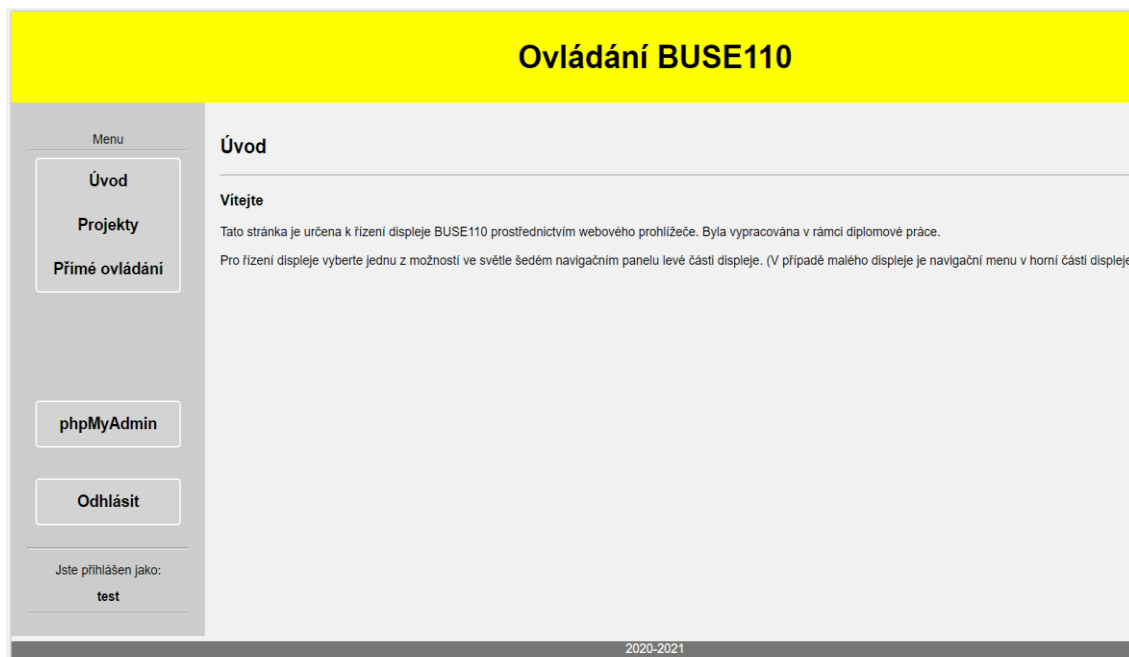 Ovládání BUSE110
Menu
Úvod
Projekty
Přímé ovládání
phpMyAdmin
Odhlásit
Jste přihlášen jako:
test
Úvod
Vítejte
Tato stránka je určena k řízení displeje BUSE110 prostřednictvím webového prohlížeče. Byla vypracována v rámci diplomové práce.
Pro řízení displeje vyberte jednu z možností ve světle šedém navigačním panelu levé části displeje. (V případě malého displeje je navigační menu v horní části displeje
2020-2021